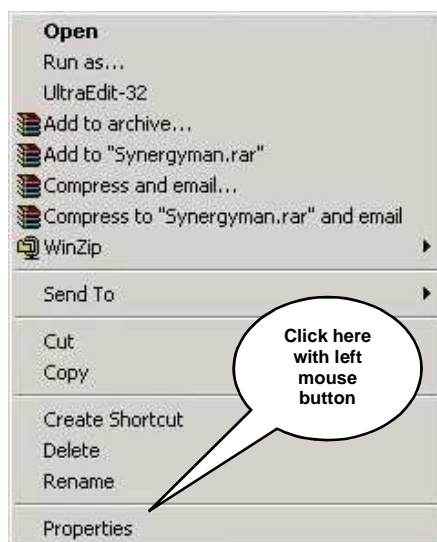 Open
Run as...
UltraEdit-32
Add to archive...
Add to "Synergyman.rar"
Compress and email...
Compress to "Synergyman.rar" and email
WinZip
Send To
Cut
Copy
Click here
with left
mouse
button
Create Shortcut
Delete
Rename
Properties